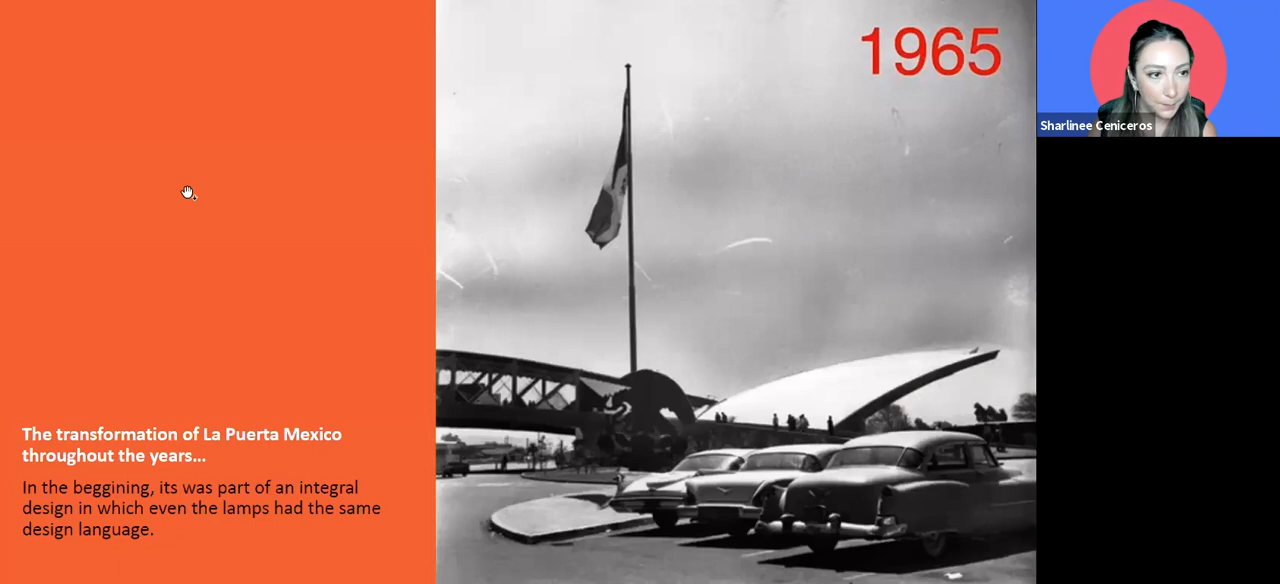 1965
Sharlinee Ceniceros
The transformation of La Puerta Mexico
throughout the years...
In the beggining, its was part of an integral
design in which even the lamps had the same
design language.